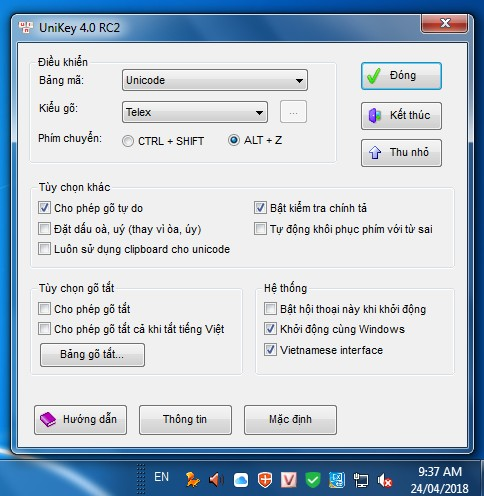 UniKey 4.0 RC2
Điều khiển
Bảng mã: Unicode
Đóng
Kiểu gõ: Telex ...
Kết thúc
Phím chuyển: CTRL + SHIFT ALT + Z
Thu nhỏ
Tùy chọn khác
Cho phép gõ tự do Bật kiểm tra chính tả
Đặt dấu oà, uý (thay vì òa, úy) Tự động khôi phục phím với từ sai
Luôn sử dụng clipboard cho unicode
Tùy chọn gõ tắt Hệ thống
Cho phép gõ tắt Bật hội thoại này khi khởi động
Cho phép gõ tắt cả khi tắt tiếng Việt Khởi động cùng Windows
Bảng gõ tắt... Vietnamese interface
Hướng dẫn Thông tin Mặc định
EN V 9:37 AM
24/04/2018